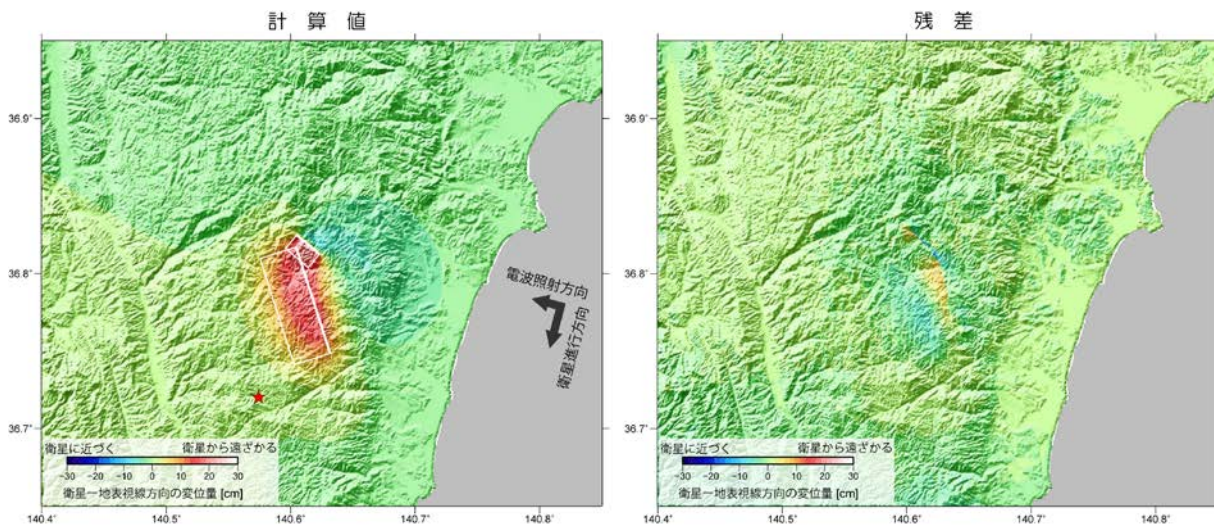 計 算 値
残 差
36.9°
36.8°
36.7°
電波照射方向
衛星進行方向
衛星に近づく 衛星から遠ざかる
-30 -20 -10 0 10 20 30
衛星ー地表視線方向の変位量 [cm]
140.4° 140.5° 140.6° 140.7° 140.8°
36.9°
36.8°
36.7°
衛星に近づく 衛星から遠ざかる
-30 -20 -10 0 10 20 30
衛星ー地表視線方向の変位量 [cm]
140.4° 140.5° 140.6° 140.7° 140.8°